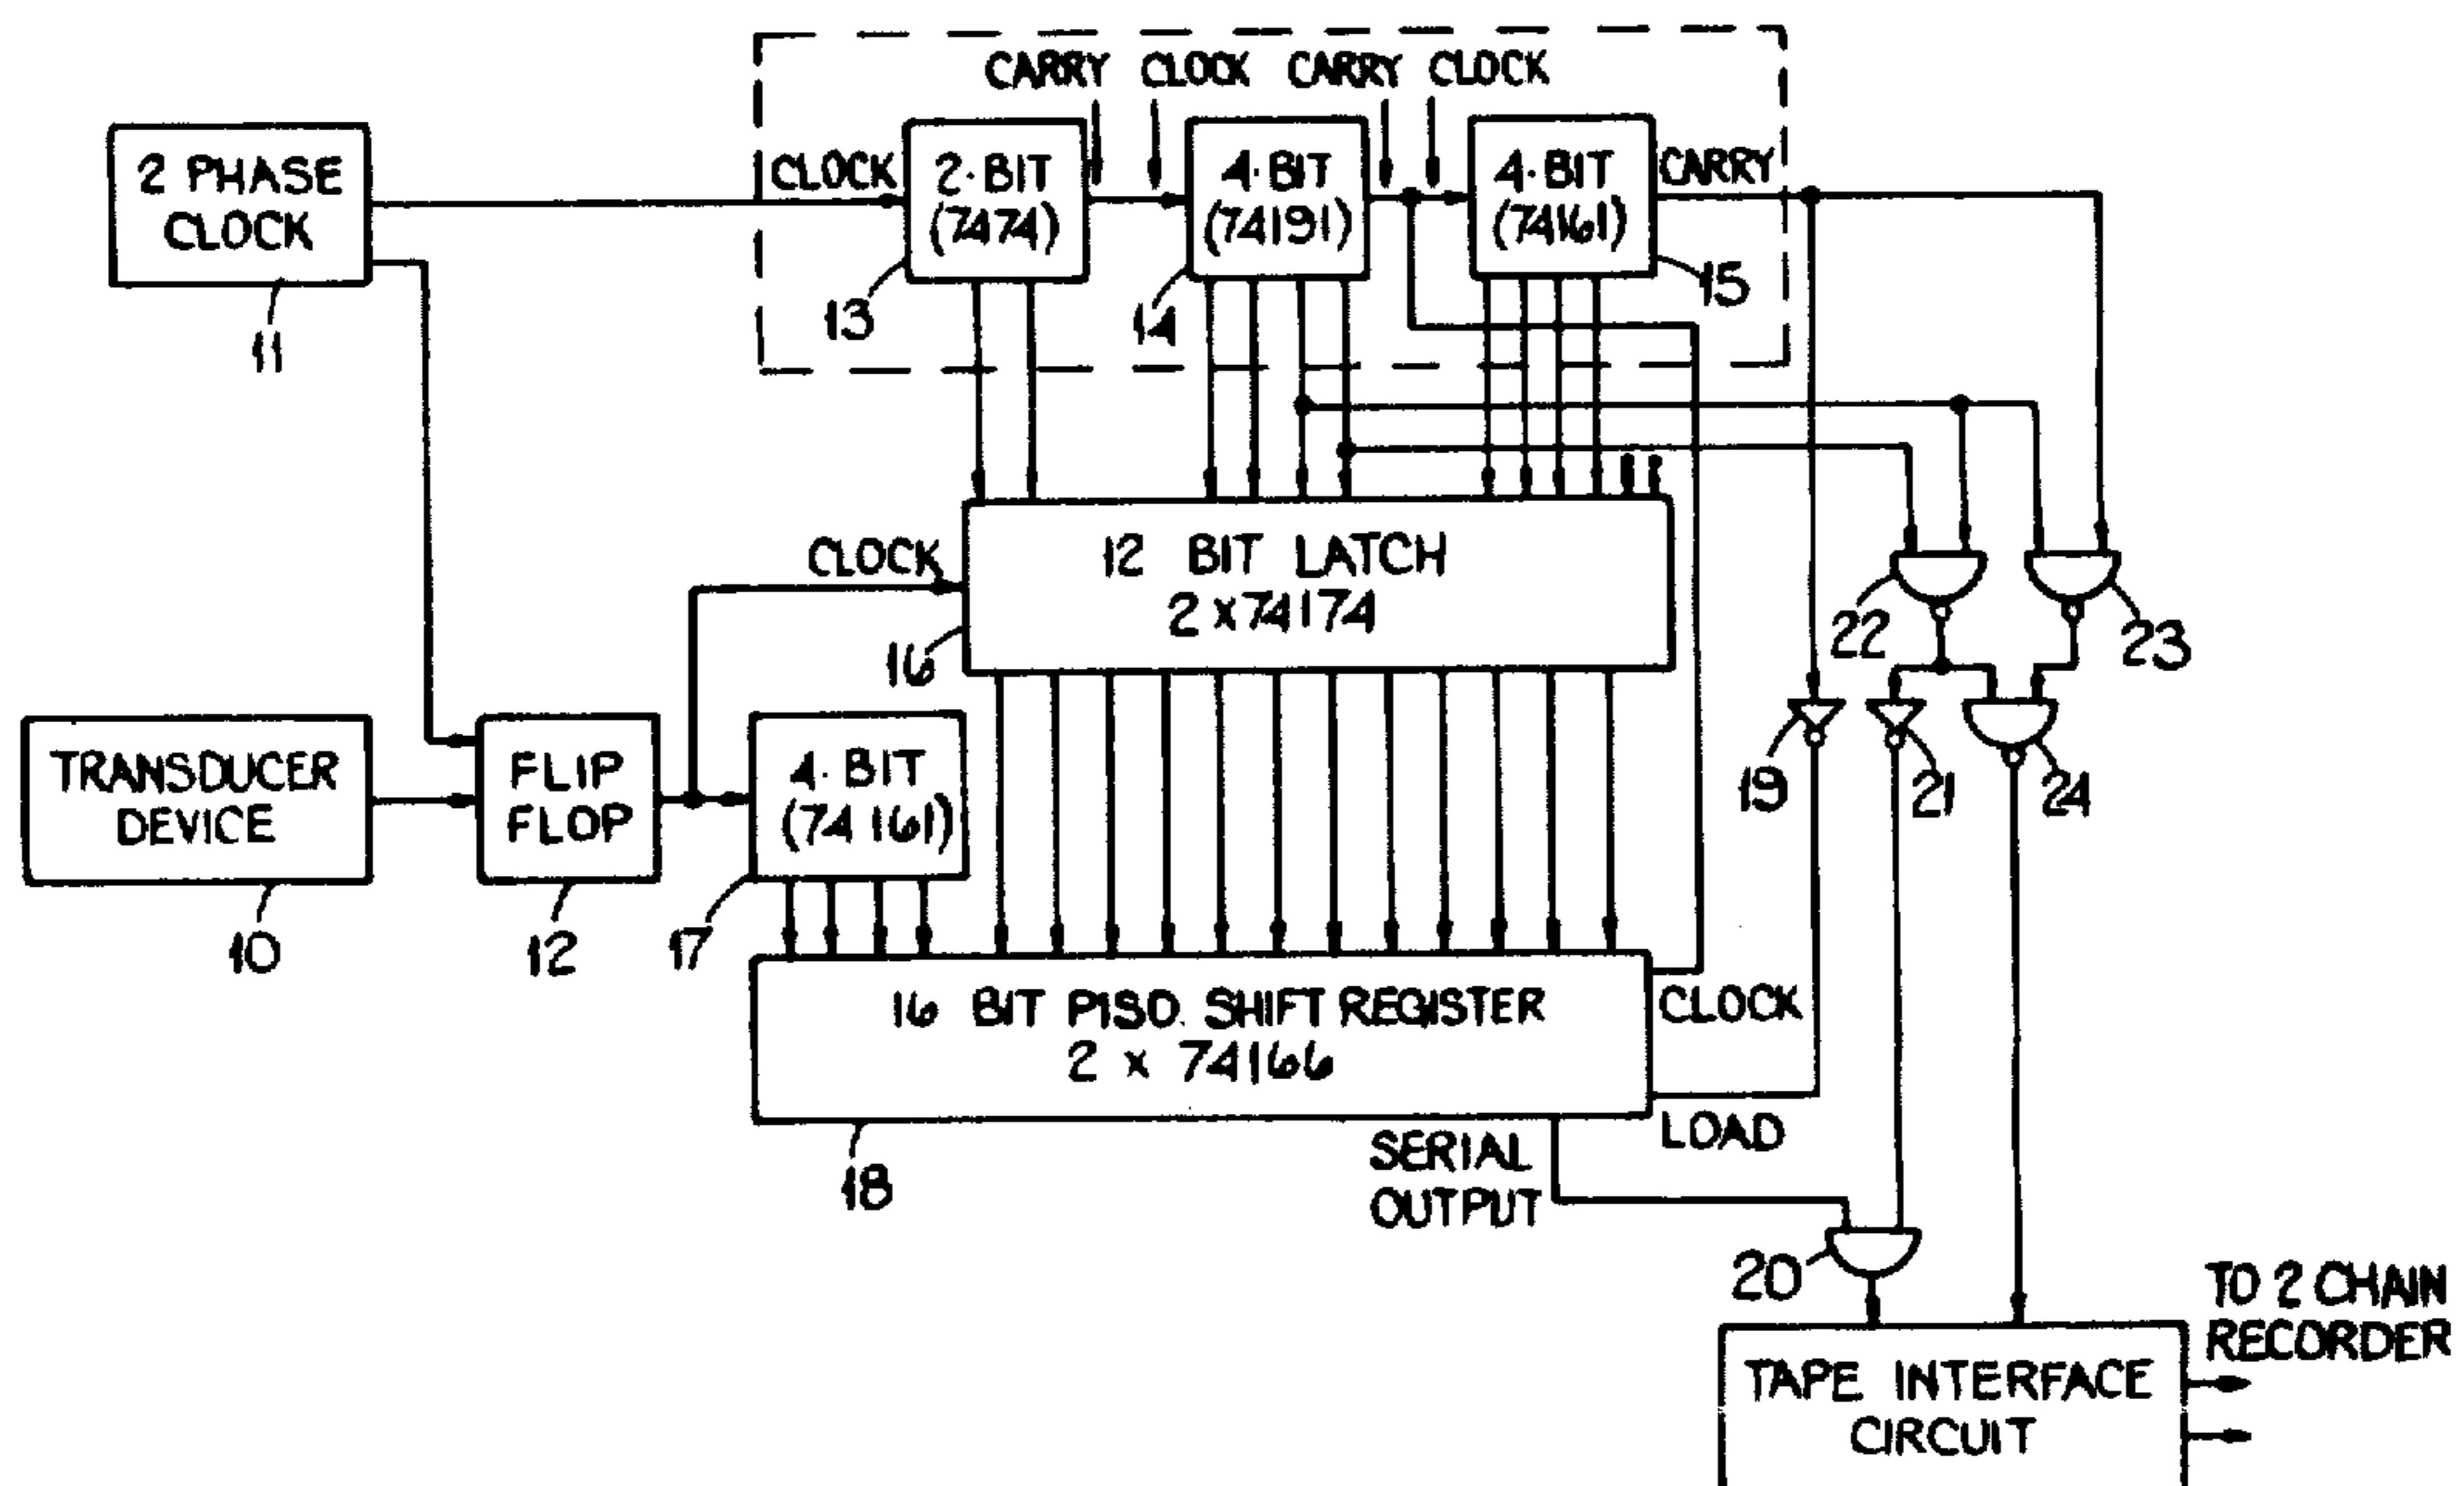 CARRY CLOCK CARRY CLOCK
2 PHASE
CLOCK
11
CLOCK
2·BIT
(7474)
13
4·BIT
(74191)
14
4·BIT
(74161)
15
CARRY
CLOCK
12 BIT LATCH
2 x 74174
16
22
23
TRANSDUCER
DEVICE
10
FLIP
FLOP
12
4·BIT
(74161)
17
19
21
24
16 BIT PISO. SHIFT REGISTER
2 x 74166
18
CLOCK
LOAD
SERIAL
OUTPUT
20
TO 2 CHAIN
RECORDER
TAPE INTERFACE
CIRCUIT